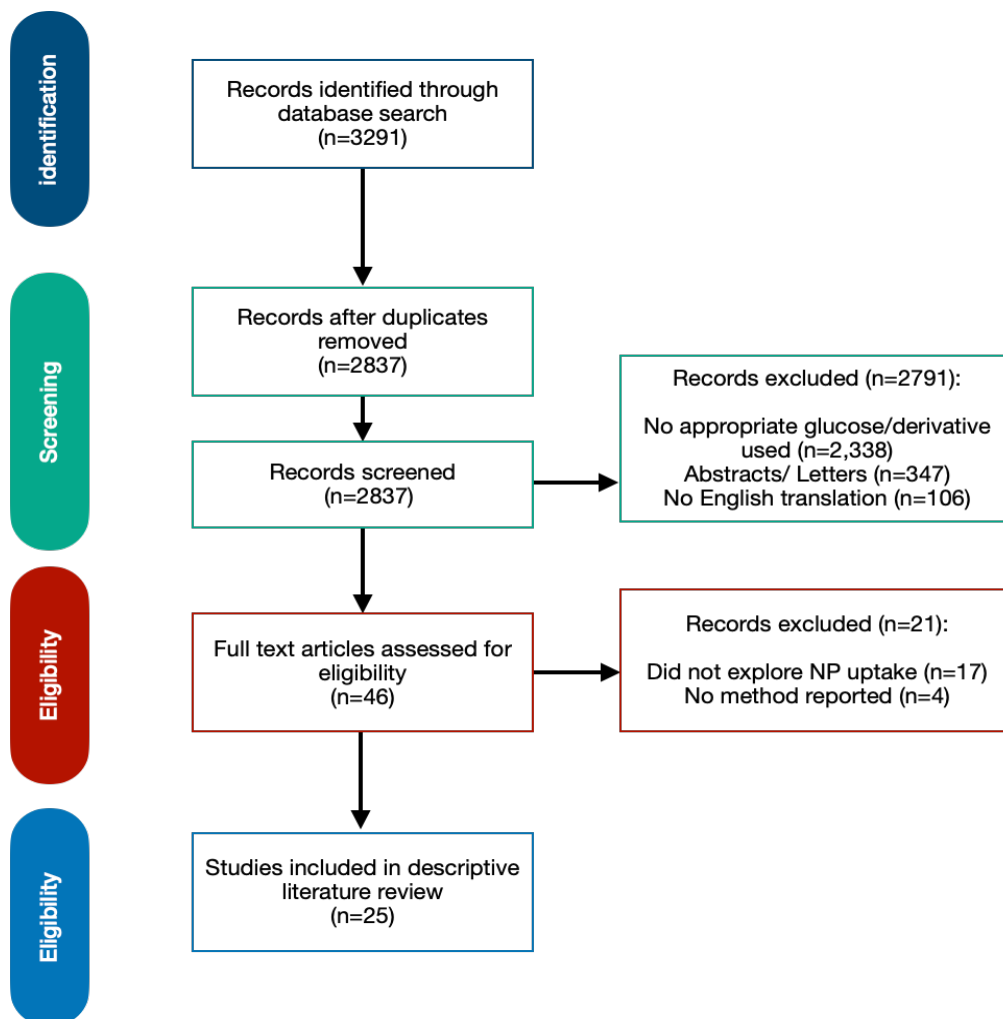 identification
Records identified through
database search
(n=3291)
Screening
Records after duplicates
removed
(n=2837)
Records screened
(n=2837)
Records excluded (n=2791):
No appropriate glucose/derivative
used (n=2,338)
Abstracts/ Letters (n=347)
No English translation (n=106)
Eligibility
Full text articles assessed for
eligibility
(n=46)
Records excluded (n=21):
Did not explore NP uptake (n=17)
No method reported (n=4)
Eligibility
Studies included in descriptive
literature review
(n=25)